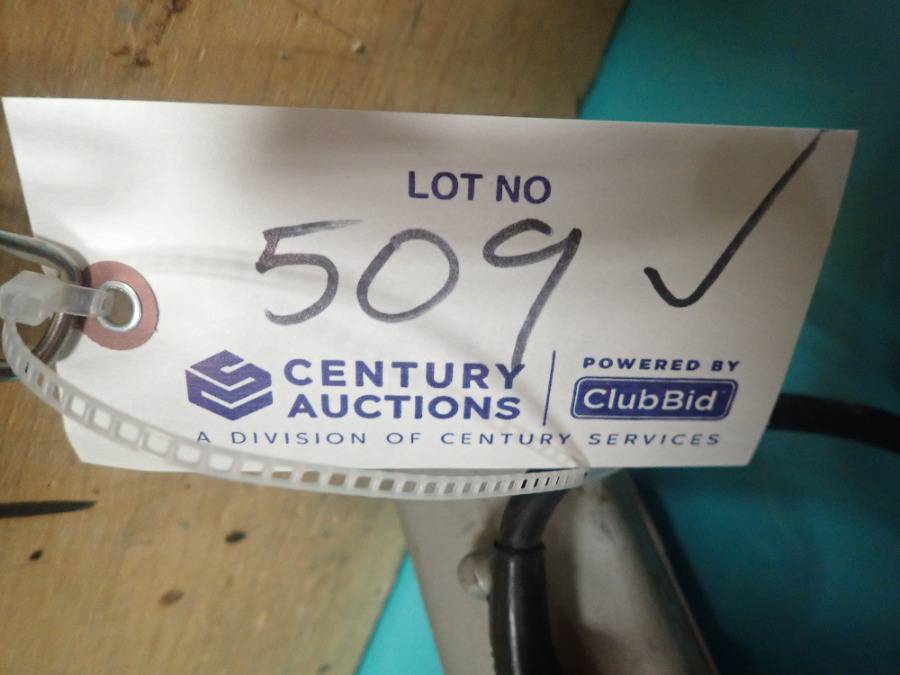 LOT NO
509 ✓
CENTURY AUCTIONS
POWERED BY
ClubBid
A DIVISION OF CENTURY SERVICES